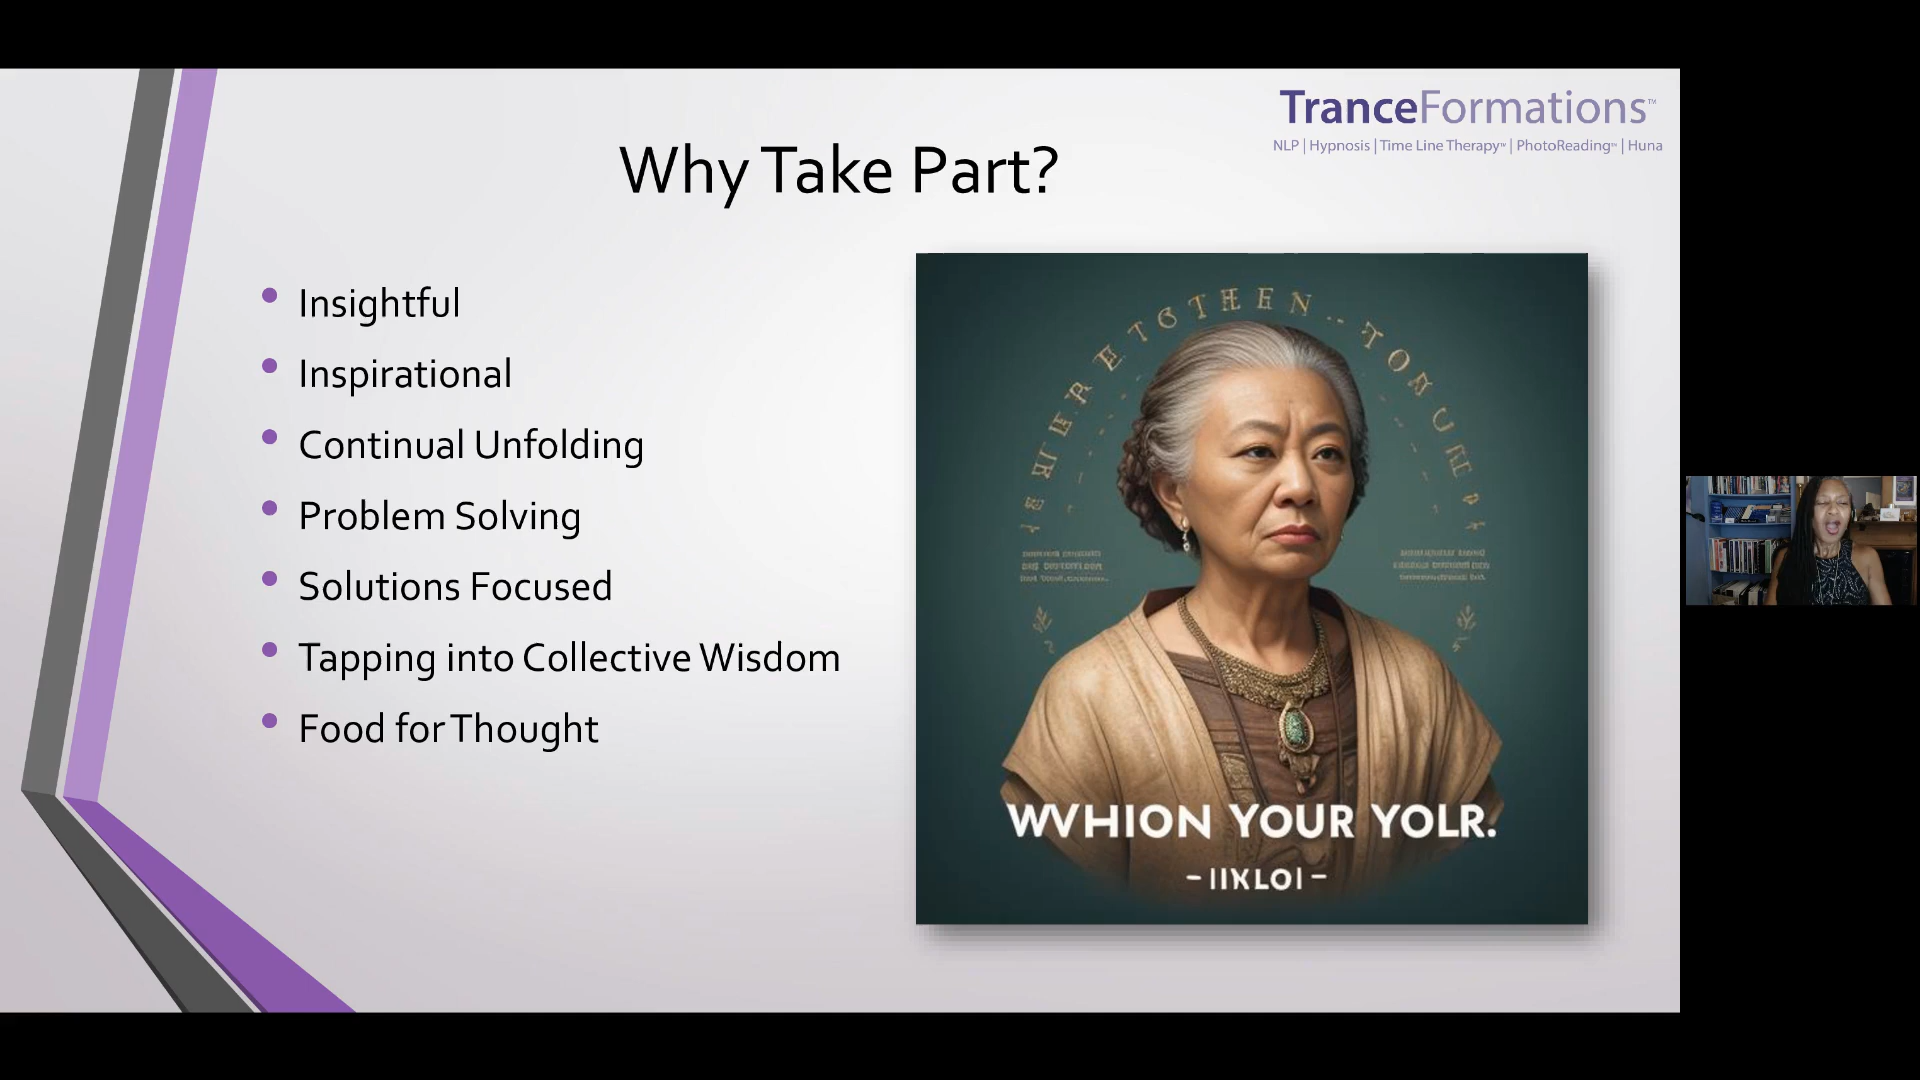 TranceFormations™
NLP | Hypnosis | Time Line Therapy™ | PhotoReading™ | Huna
Why Take Part?
Insightful
Inspirational
Continual Unfolding
Problem Solving
Solutions Focused
Tapping into Collective Wisdom
Food for Thought
WVHION YOUR YOLR.